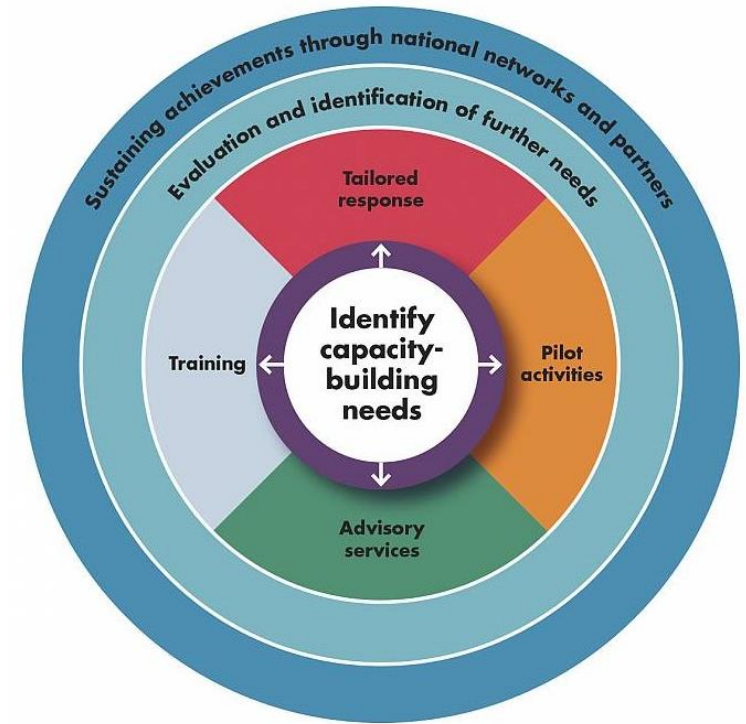 Sustaining achievements through national networks and partners
Evaluation and identification of further needs
Tailored
response
Training
Identify
capacity-
building
needs
Pilot
activities
Advisory
services